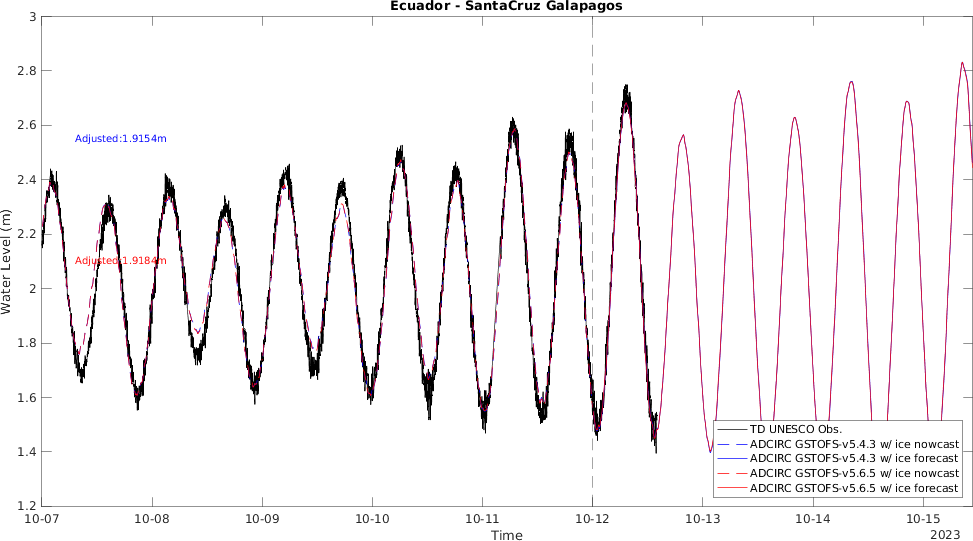 Ecuador - SantaCruz Galapagos
3
2.8
2.6
2.4
2.2
2
1.8
1.6
1.4
1.2
Water Level (m)
Adjusted:1.9154m
Adjusted:1.9184m
TD UNESCO Obs.
ADCIRC GSTOFS-v5.4.3 w/ ice nowcast
ADCIRC GSTOFS-v5.4.3 w/ ice forecast
ADCIRC GSTOFS-v5.6.5 w/ ice nowcast
ADCIRC GSTOFS-v5.6.5 w/ ice forecast
10-07 10-08 10-09 10-10 10-11 10-12 10-13 10-14 10-15
Time
2023